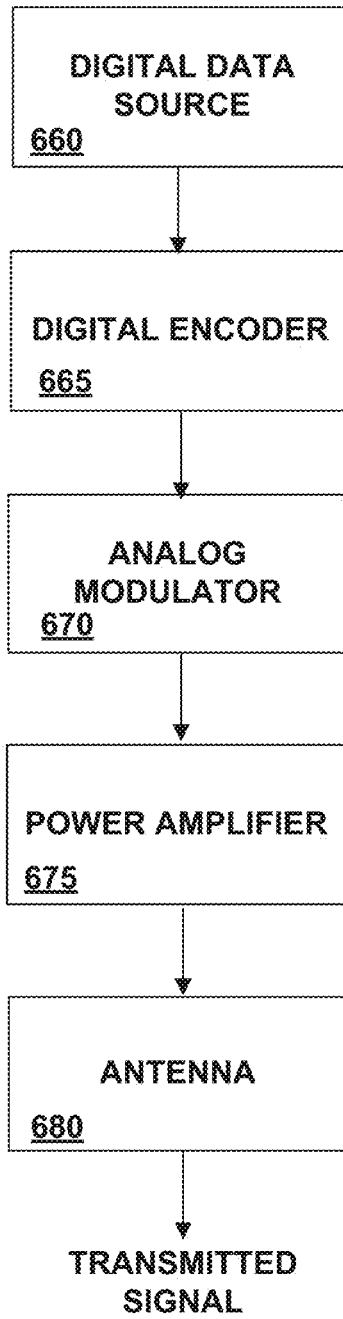 DIGITAL DATA
SOURCE
660
DIGITAL ENCODER
665
ANALOG
MODULATOR
670
POWER AMPLIFIER
675
ANTENNA
680
TRANSMITTED
SIGNAL